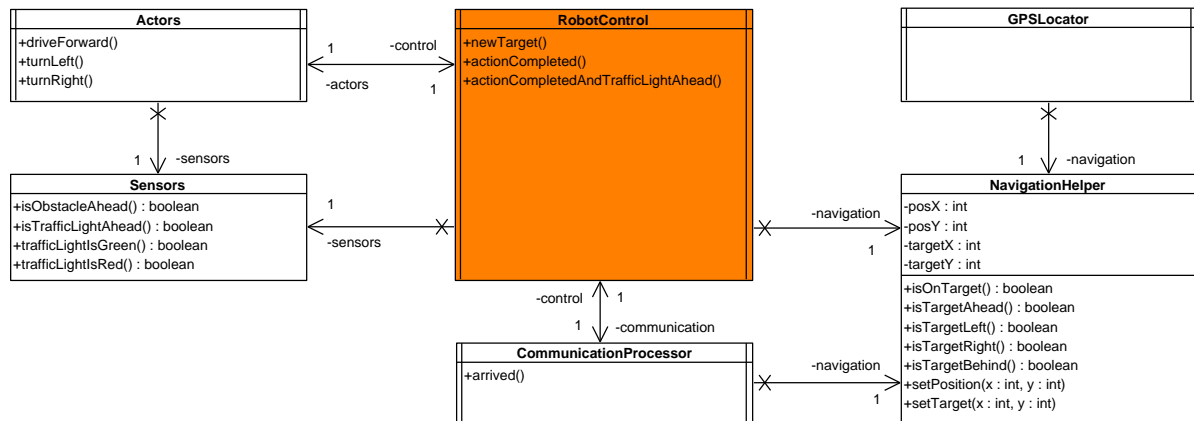 Actors
+driveForward()
+turnLeft()
+turnRight()
1
-control
-actors
1
RobotControl
+newTarget()
+actionCompleted()
+actionCompletedAndTrafficLightAhead()
GPSLocator
1
-sensors
1
-navigation
Sensors
+isObstacleAhead() : boolean
+isTrafficLightAhead() : boolean
+trafficLightIsGreen() : boolean
+trafficLightIsRed() : boolean
1
-sensors
-navigation
1
NavigationHelper
-posX : int
-posY : int
-targetX : int
-targetY : int
+isOnTarget() : boolean
+isTargetAhead() : boolean
+isTargetLeft() : boolean
+isTargetRight() : boolean
+isTargetBehind() : boolean
+setPosition(x : int, y : int)
+setTarget(x : int, y : int)
-control
1
1
-communication
CommunicationProcessor
+arrived()
-navigation
1